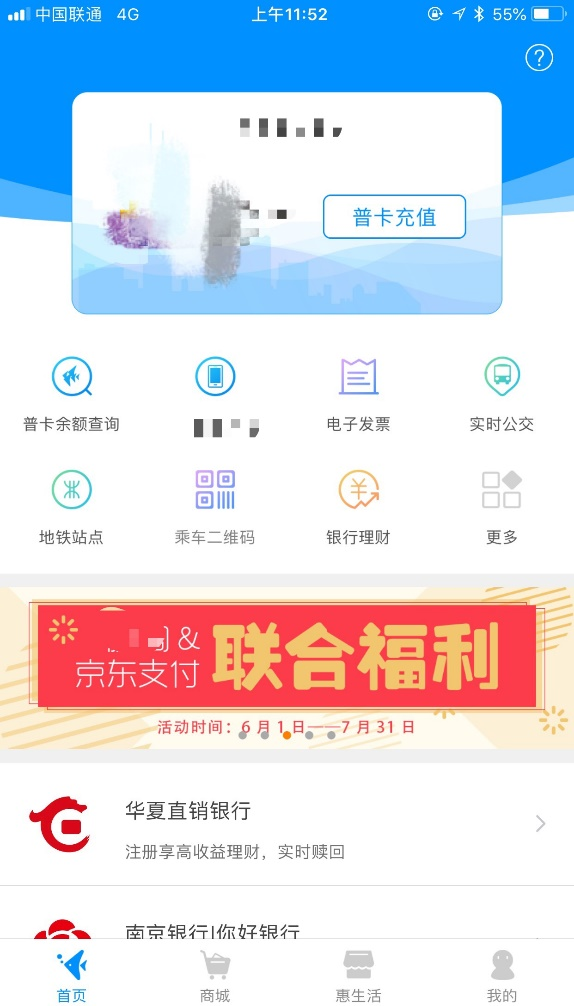 中国联通 4G 上午11:52 55%
?
普卡充值
普卡余额查询
电子发票
实时公交
地铁站点
乘车二维码
银行理财
更多
&
京东支付
联合福利
活动时间：6月1日——7月31日
华夏直销银行
注册享高收益理财，实时赎回
南京银行|你好银行
首页
商城
惠生活
我的